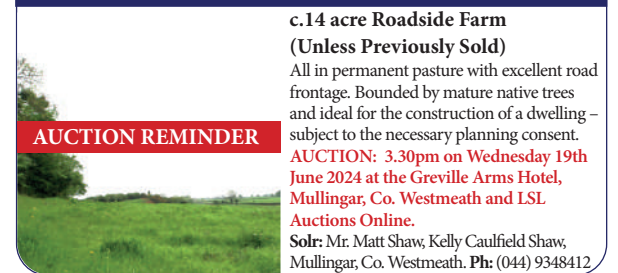 c.14 acre Roadside Farm
(Unless Previously Sold)
All in permanent pasture with excellent road
frontage. Bounded by mature native trees
and ideal for the construction of a dwelling –
subject to the necessary planning consent.
AUCTION: 3.30pm on Wednesday 19th
June 2024 at the Greville Arms Hotel,
Mullingar, Co. Westmeath and LSL
Auctions Online.
Solr: Mr. Matt Shaw, Kelly Caulfield Shaw,
Mullingar, Co. Westmeath. Ph: (044) 9348412
AUCTION REMINDER